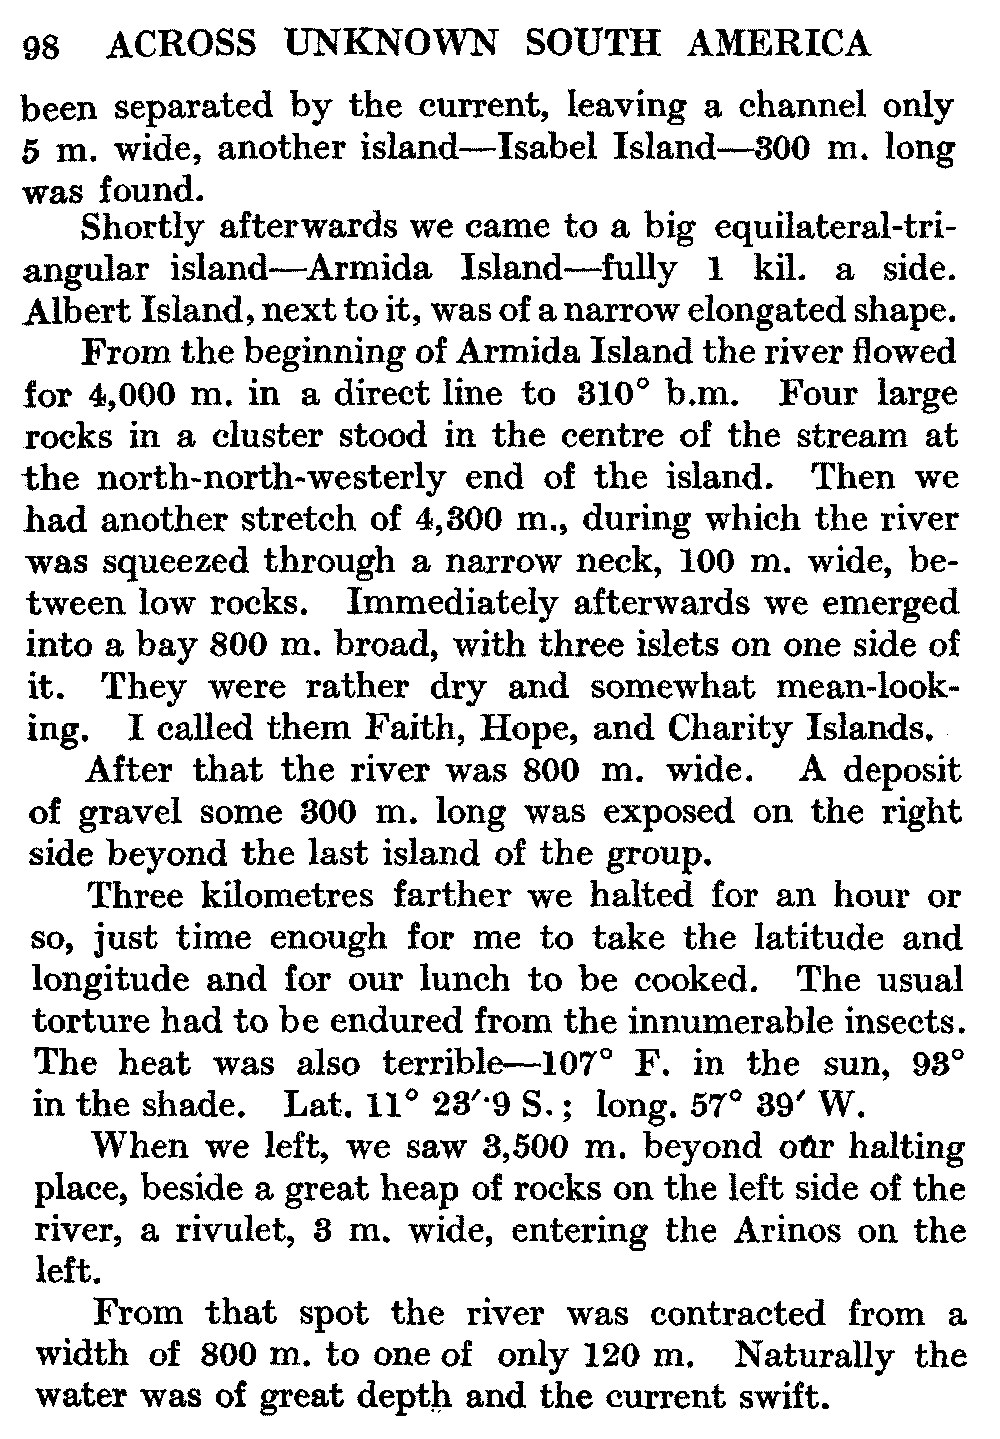 98 ACROSS UNKNOWN SOUTH AMERICA
been separated by the current, leaving a channel only
5 m. wide, another island—Isabel Island—300 m. long
was found.
Shortly afterwards we came to a big equilateral-tri-
angular island—Armida Island—fully 1 kil. a side.
Albert Island, next to it, was of a narrow elongated shape.
From the beginning of Armida Island the river flowed
for 4,000 m. in a direct line to 310° b.m. Four large
rocks in a cluster stood in the centre of the stream at
the north-north-westerly end of the island. Then we
had another stretch of 4,300 m., during which the river
was squeezed through a narrow neck, 100 m. wide, be-
tween low rocks. Immediately afterwards we emerged
into a bay 800 m. broad, with three islets on one side of
it. They were rather dry and somewhat mean-look-
ing. I called them Faith, Hope, and Charity Islands.
After that the river was 800 m. wide. A deposit
of gravel some 300 m. long was exposed on the right
side beyond the last island of the group.
Three kilometres farther we halted for an hour or
so, just time enough for me to take the latitude and
longitude and for our lunch to be cooked. The usual
torture had to be endured from the innumerable insects.
The heat was also terrible—107° F. in the sun, 93°
in the shade. Lat. 11° 23′·9 S.; long. 57° 39′ W.
When we left, we saw 3,500 m. beyond our halting
place, beside a great heap of rocks on the left side of the
river, a rivulet, 3 m. wide, entering the Arinos on the
left.
From that spot the river was contracted from a
width of 800 m. to one of only 120 m. Naturally the
water was of great depth and the current swift.